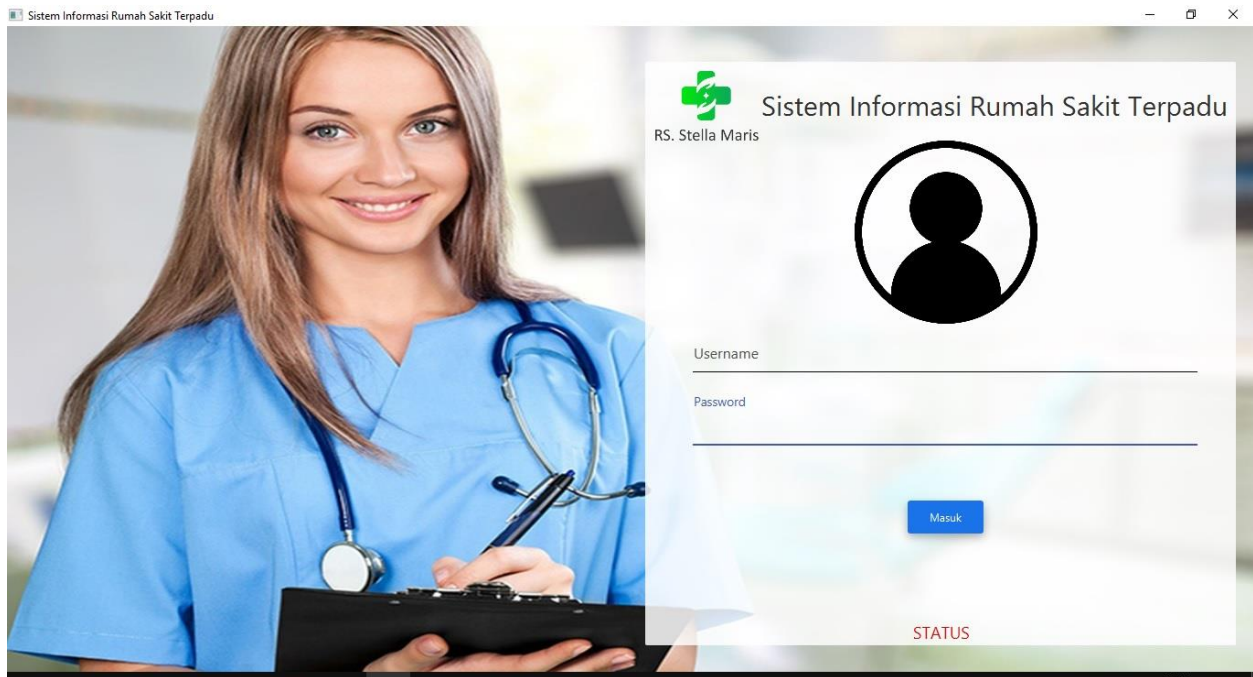 Sistem Informasi Rumah Sakit Terpadu
Sistem Informasi Rumah Sakit Terpadu
RS. Stella Maris
Username
Password
Masuk
STATUS